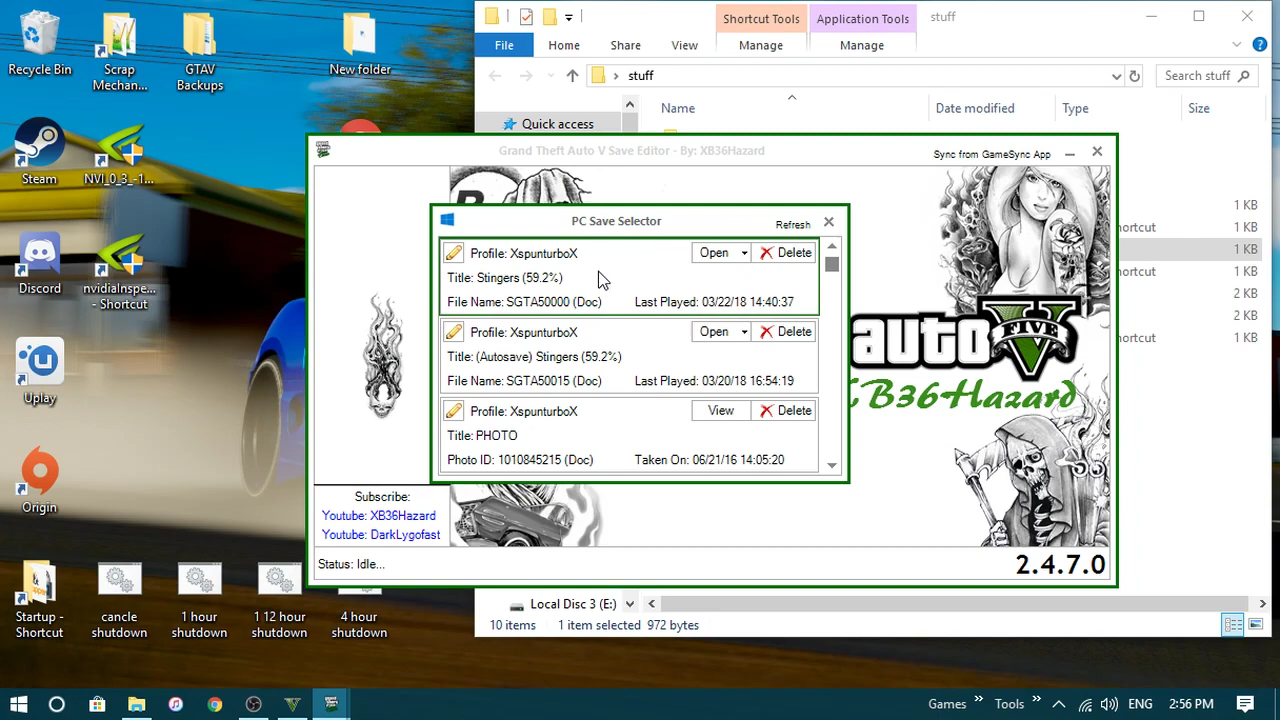 Recycle Bin
Scrap
Mechan...
GTAV
Backups
New folder
Steam
NVI_0_3_-1...
Discord
nvidiaInspe...
- Shortcut
Uplay
Origin
Startup -
Shortcut
cancle
shutdown
1 hour
shutdown
1 12 hour
shutdown
4 hour
shutdown
Shortcut Tools
Application Tools
stuff
File
Home
Share
View
Manage
Manage
stuff
Search stuff
Name
Date modified
Type
Size
Quick access
1 KB
hortcut 1 KB
1 KB
hortcut 1 KB
2 KB
2 KB
hortcut 1 KB
Grand Theft Auto V Save Editor - By: XB36Hazard
Sync from GameSync App
PC Save Selector
Refresh
Profile: XspunturboX
Open
Delete
Title: Stingers (59.2%)
File Name: SGTA50000 (Doc)
Last Played: 03/22/18 14:40:37
Profile: XspunturboX
Open
Delete
Title: (Autosave) Stingers (59.2%)
File Name: SGTA50015 (Doc)
Last Played: 03/20/18 16:54:19
Profile: XspunturboX
View
Delete
Title: PHOTO
Photo ID: 1010845215 (Doc)
Taken On: 06/21/16 14:05:20
auto
FIVE
XB36Hazard
Subscribe:
Youtube: XB36Hazard
Youtube: DarkLygofast
Status: Idle...
2.4.7.0
Local Disc 3 (E:)
10 items
1 item selected 972 bytes
Games
Tools
ENG
2:56 PM